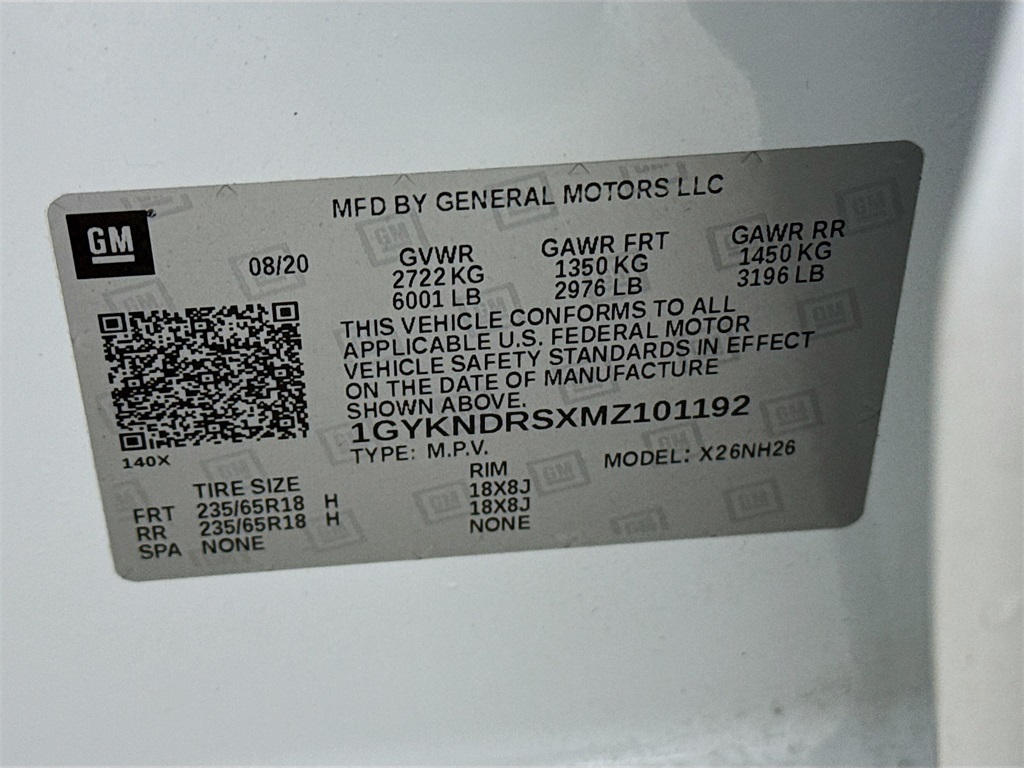 MFD BY GENERAL MOTORS LLC
GM
08/20
GVWR GAWR FRT GAWR RR
2722 KG 1350 KG 1450 KG
6001 LB 2976 LB 3196 LB
THIS VEHICLE CONFORMS TO ALL
APPLICABLE U.S. FEDERAL MOTOR
VEHICLE SAFETY STANDARDS IN EFFECT
ON THE DATE OF MANUFACTURE
SHOWN ABOVE.
1GYKNDRSXMZ101192
140X
TYPE: M.P.V. MODEL: X26NH26
TIRE SIZE RIM
FRT 235/65R18 H 18X8J
RR 235/65R18 H 18X8J
SPA NONE NONE